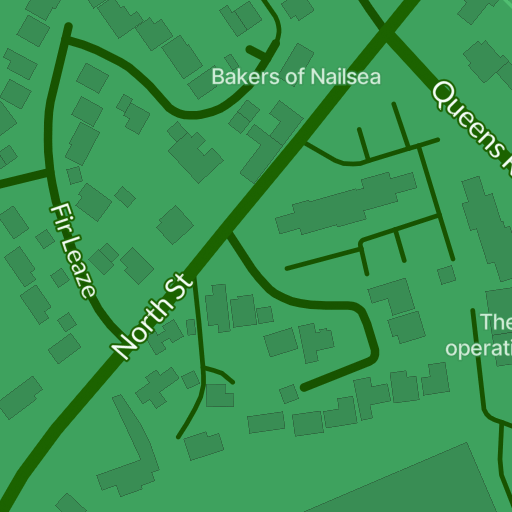 Bakers of Nailsea
Queens R
Fir Leaze
North St
The
operati